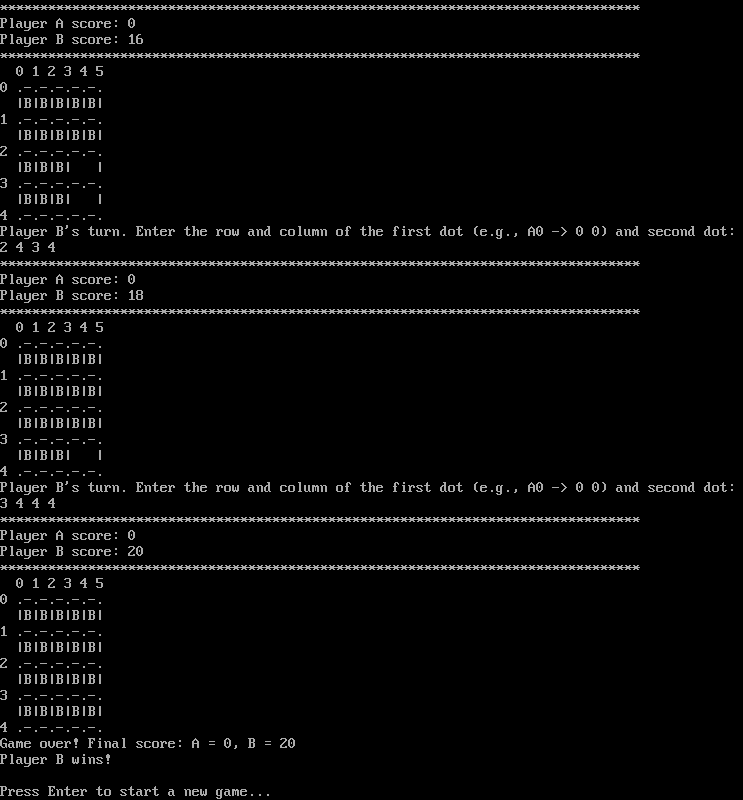 ********************************************************************************
Player A score: 0
Player B score: 16
********************************************************************************
  0 1 2 3 4 5
0 .-.-.-.-.-.
  |B|B|B|B|B|
1 .-.-.-.-.-.
  |B|B|B|B|B|
2 .-.-.-.-.-.
  |B|B|B|   |
3 .-.-.-.-.-.
  |B|B|B|   |
4 .-.-.-.-.-.
Player B's turn. Enter the row and column of the first dot (e.g., A0 -> 0 0) and second dot:
2 4 3 4
********************************************************************************
Player A score: 0
Player B score: 18
********************************************************************************
  0 1 2 3 4 5
0 .-.-.-.-.-.
  |B|B|B|B|B|
1 .-.-.-.-.-.
  |B|B|B|B|B|
2 .-.-.-.-.-.
  |B|B|B|B|B|
3 .-.-.-.-.-.
  |B|B|B|   |
4 .-.-.-.-.-.
Player B's turn. Enter the row and column of the first dot (e.g., A0 -> 0 0) and second dot:
3 4 4 4
********************************************************************************
Player A score: 0
Player B score: 20
********************************************************************************
  0 1 2 3 4 5
0 .-.-.-.-.-.
  |B|B|B|B|B|
1 .-.-.-.-.-.
  |B|B|B|B|B|
2 .-.-.-.-.-.
  |B|B|B|B|B|
3 .-.-.-.-.-.
  |B|B|B|B|B|
4 .-.-.-.-.-.
Game over! Final score: A = 0, B = 20
Player B wins!
Press Enter to start a new game...